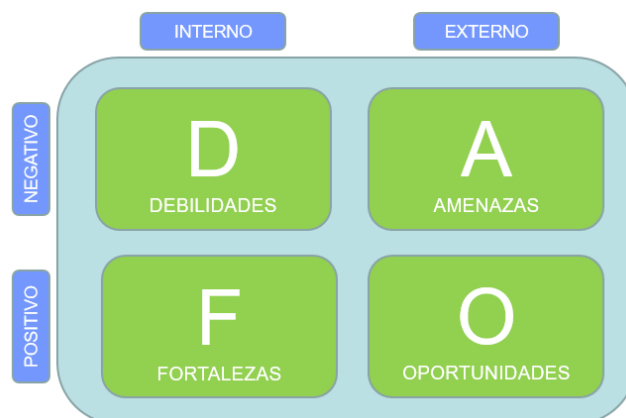 INTERNO
EXTERNO
NEGATIVO
D
DEBILIDADES
A
AMENAZAS
POSITIVO
F
FORTALEZAS
O
OPORTUNIDADES